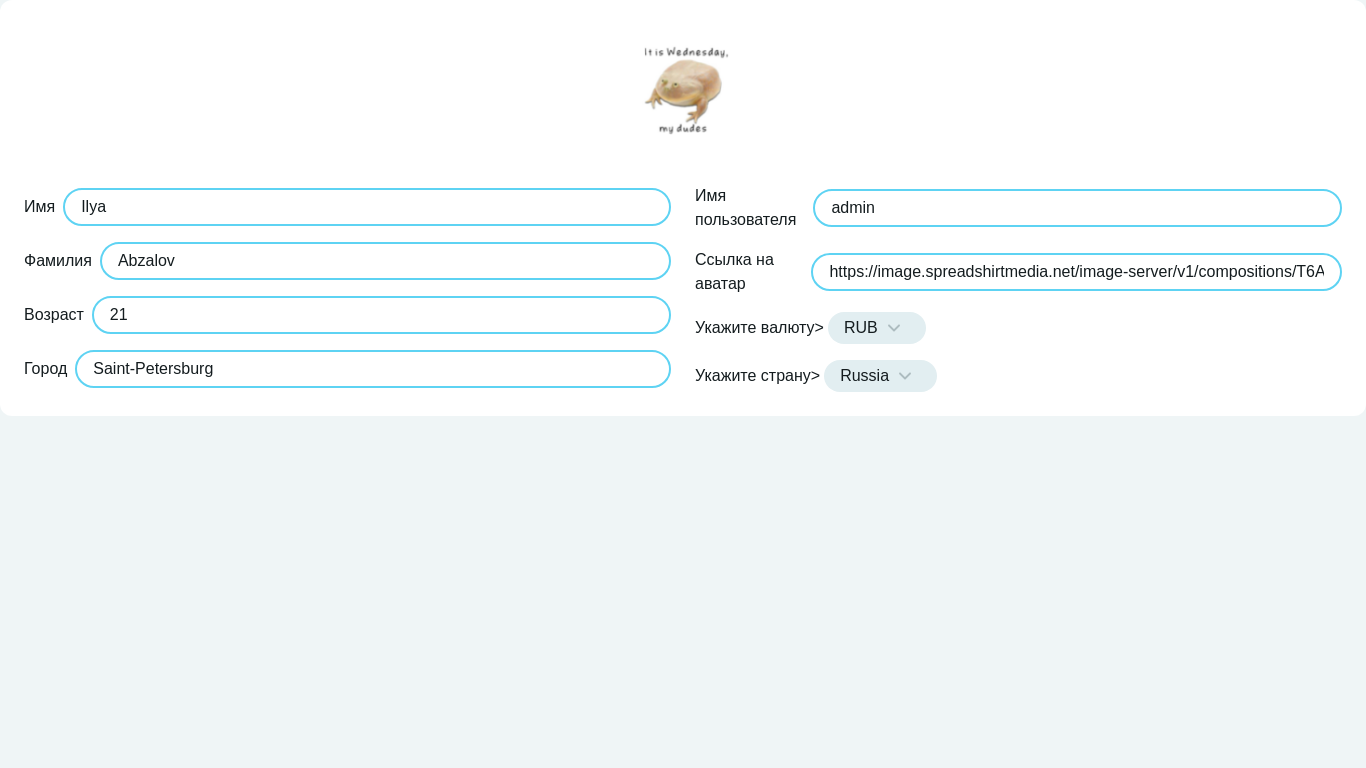 It is Wednesday,
my dudes
Имя Ilya
Фамилия Abzalov
Возраст 21
Город Saint-Petersburg
Имя
пользователя admin
Ссылка на
аватар https://image.spreadshirtmedia.net/image-server/v1/compositions/T6A
Укажите валюту> RUB
Укажите страну> Russia